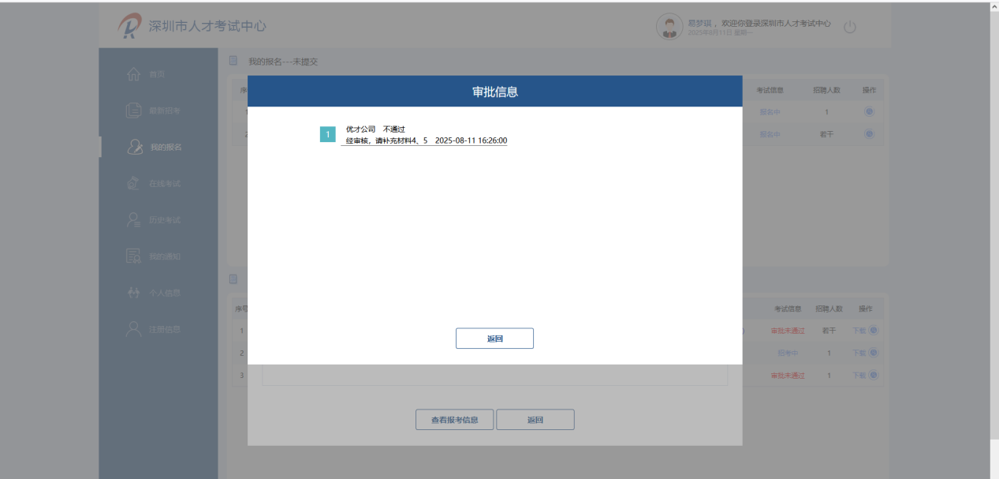 深圳市人才考试中心
易梦琪，欢迎你登录深圳市人才考试中心
2025年8月11日 星期一
首页
最新招考
我的报名
在线考试
历史考试
我的通知
个人信息
注册信息
我的报名---未提交
序
考试信息 招聘人数 操作
1 报名中 1
2 报名中 若干
审批信息
1 优才公司 不通过
经审核，请补充材料4、5 2025-08-11 16:26:00
返回
序号 考试信息 招聘人数 操作
1 ) 审批未通过 若干 下载
2 招考中 1 下载
3 审批未通过 1 下载
查看报考信息 返回